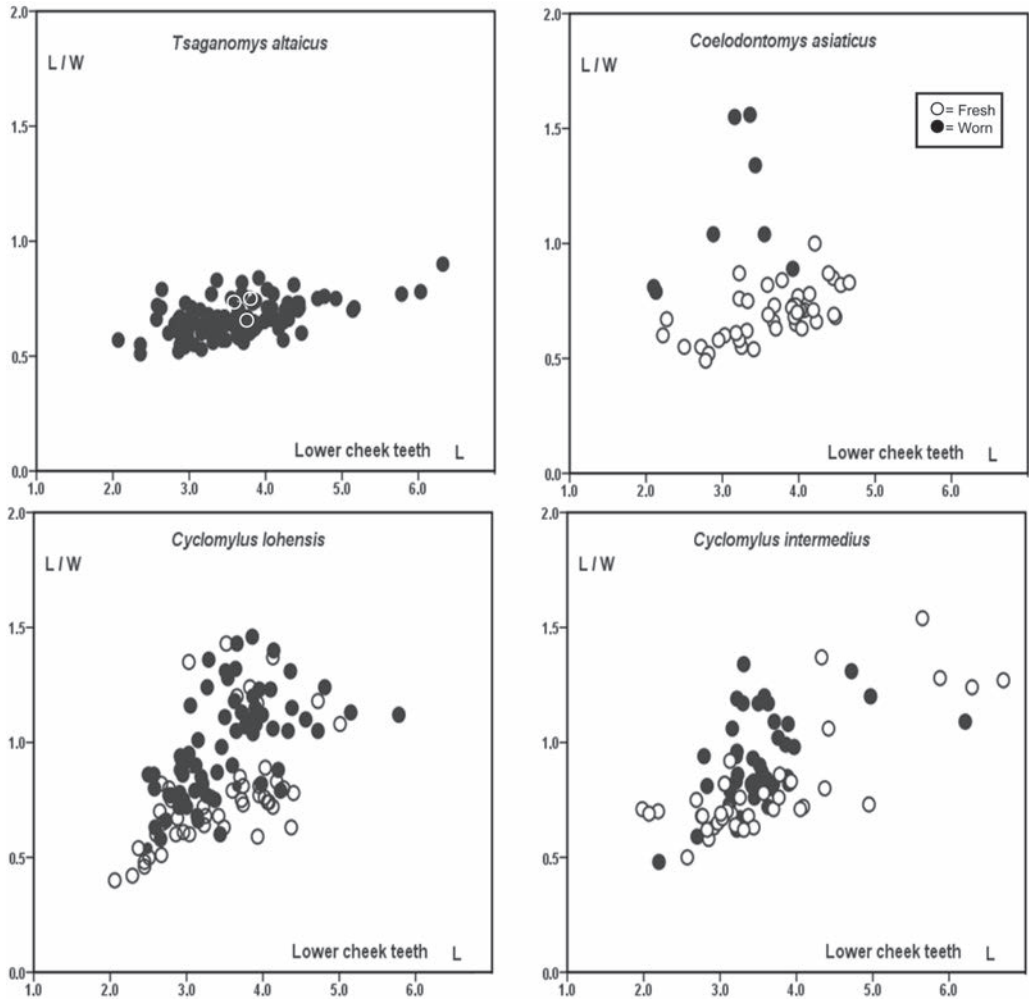 2.0
Tsaganomys altaicus
L / W
1.5
1.0
0.5
Lower cheek teeth L
0.0
1.0 2.0 3.0 4.0 5.0 6.0
2.0
Coelodontomys asiaticus
L / W
= Fresh
= Worn
1.5
1.0
0.5
Lower cheek teeth L
0.0
1.0 2.0 3.0 4.0 5.0 6.0
2.0
Cyclomylus lohensis
L / W
1.5
1.0
0.5
Lower cheek teeth L
0.0
1.0 2.0 3.0 4.0 5.0 6.0
2.0
Cyclomylus intermedius
L / W
1.5
1.0
0.5
Lower cheek teeth L
0.0
1.0 2.0 3.0 4.0 5.0 6.0